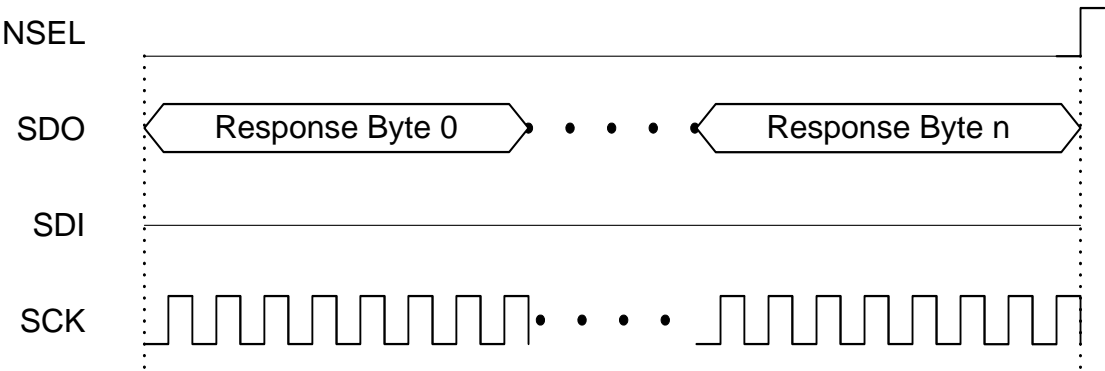 NSEL
SDO Response Byte 0 Response Byte n
SDI
SCK